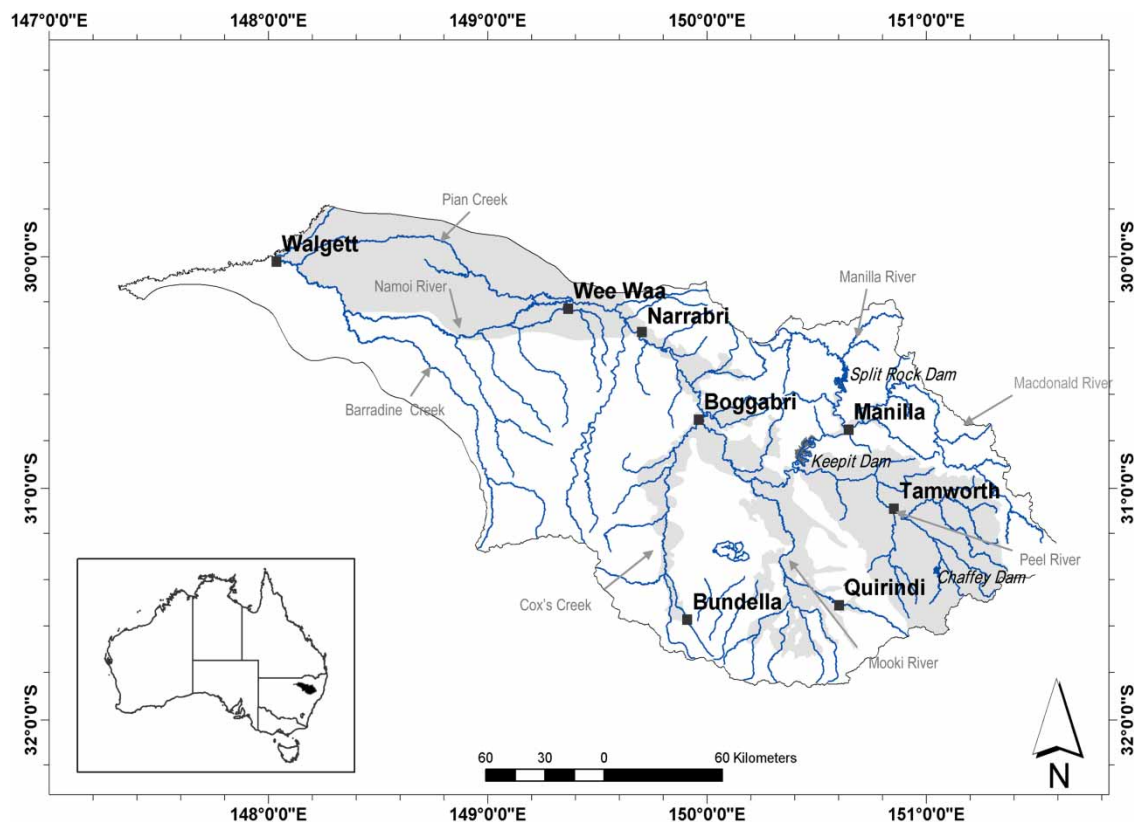 147°0'0"E
148°0'0"E
149°0'0"E
150°0'0"E
151°0'0"E
30°0'0"S
30°0'0"S
31°0'0"S
31°0'0"S
32°0'0"S
32°0'0"S
Pian Creek
Walgett
Namoi River
Wee Waa
Narrabri
Manilla River
Split Rock Dam
Macdonald River
Barradine Creek
Boggabri
Manilla
Keepit Dam
Tamworth
Peel River
Chaffey Dam
Cox's Creek
Bundella
Quirindi
Mooki River
60 30 0 60 Kilometers
N
147°0'0"E
148°0'0"E
149°0'0"E
150°0'0"E
151°0'0"E